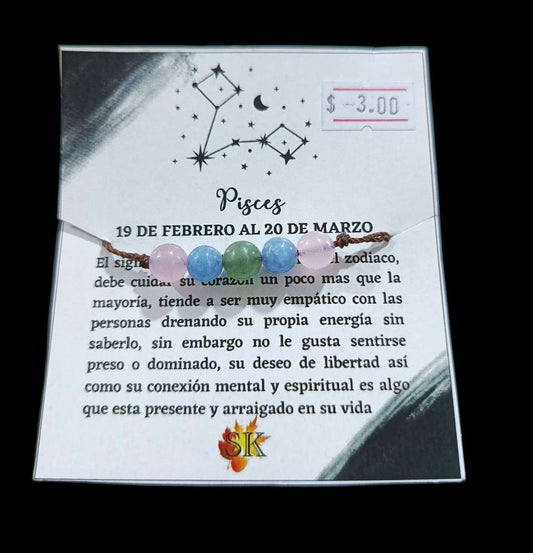 $ -3.00
Pisces
19 DE FEBRERO AL 20 DE MARZO
El zodiaco,
debe cuidar su corazón un poco mas que la
mayoría, tiende a ser muy empático con las
personas drenando su propia energía sin
saberlo, sin embargo no le gusta sentirse
preso o dominado, su deseo de libertad así
como su conexión mental y espiritual es algo
que esta presente y arraigado en su vida
SK